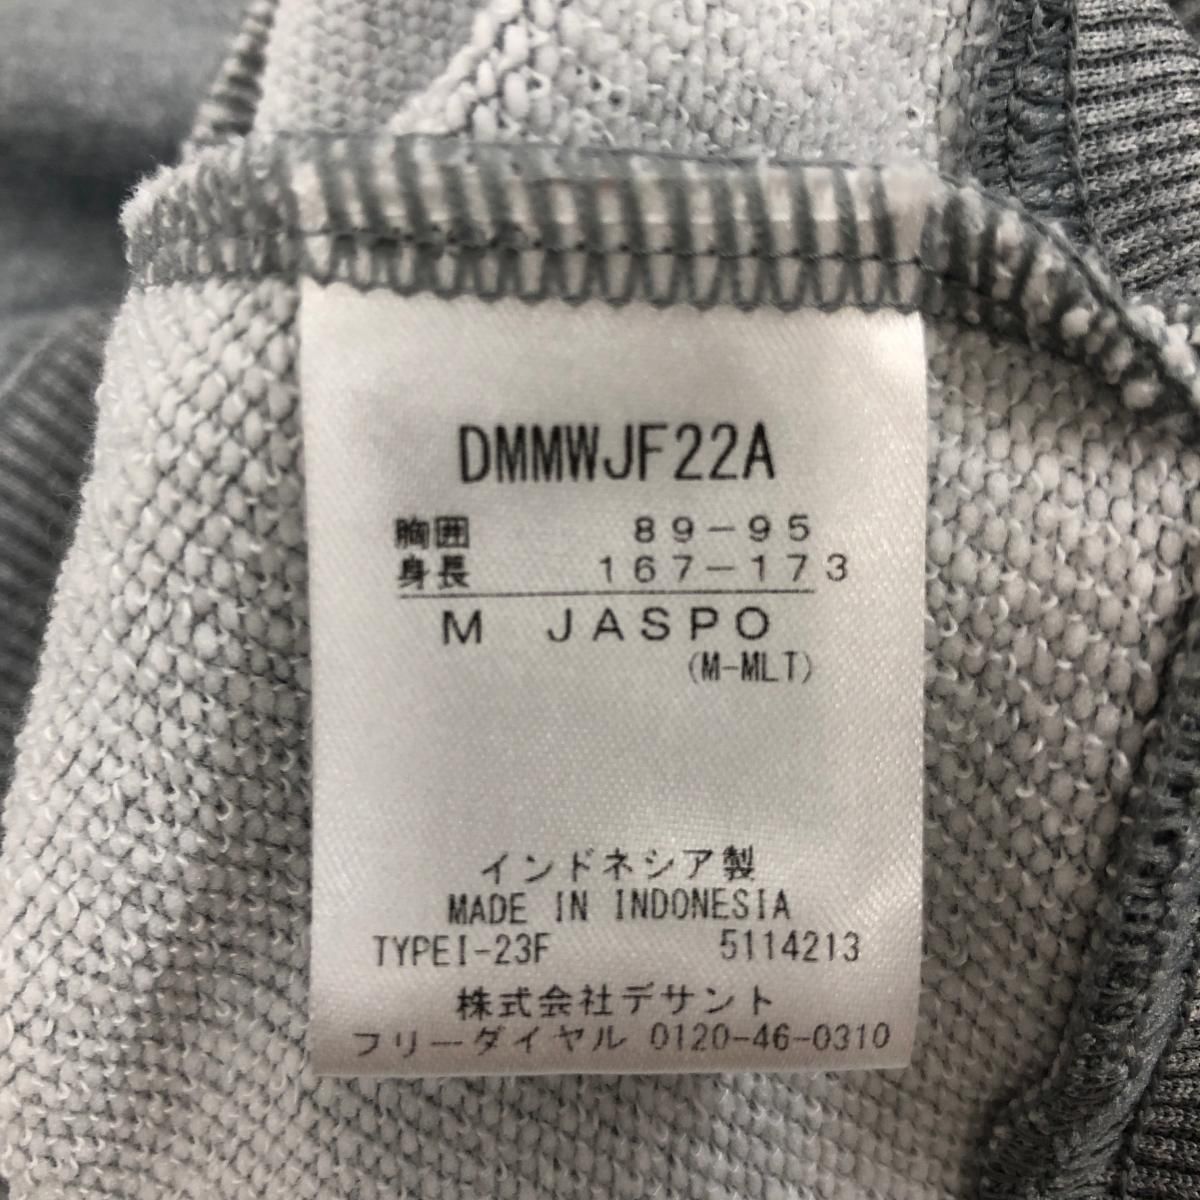 DMMWJF22A
胸囲 89-95
身長 167-173
M JASPO
(M-MLT)
インドネシア製
MADE IN INDONESIA
TYPEI-23F 5114213
株式会社デサント
フリーダイヤル 0120-46-0310